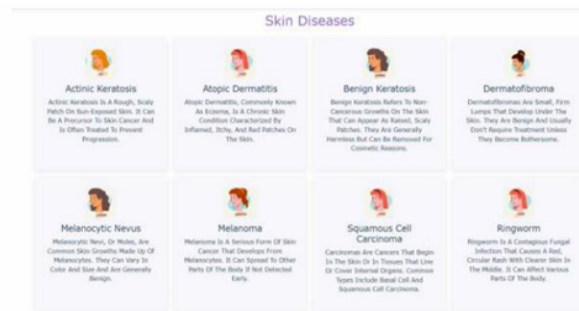 Skin Diseases
Actinic Keratosis
Actinic Keratosis Is A Rough, Scaly
Patch On Sun-Exposed Skin. It Can
Be A Precursor To Skin Cancer And
Is Often Treated To Prevent
Progression.
Atopic Dermatitis
Atopic Dermatitis, Commonly Known
As Eczema, Is A Chronic Skin
Condition Characterized By
Inflamed, Itchy, And Red Patches On
The Skin.
Benign Keratosis
Benign Keratosis Refers To Non-
Cancerous Growths On The Skin
That Can Appear As Raised, Scaly
Patches. They Are Generally
Harmless But Can Be Removed For
Cosmetic Reasons.
Dermatofibroma
Dermatofibromas Are Small, Firm
Lumps That Develop Under The
Skin. They Are Benign And Usually
Don't Require Treatment Unless
They Become Bothersome.
Melanocytic Nevus
Melanocytic Nevi, Or Moles, Are
Common Skin Growths Made Up Of
Melanocytes. They Can Vary In
Color And Size And Are Generally
Benign.
Melanoma
Melanoma Is A Serious Form Of Skin
Cancer That Develops From
Melanocytes. It Can Spread To Other
Parts Of The Body If Not Detected
Early.
Squamous Cell
Carcinoma
Carcinomas Are Cancers That Begin
In The Skin Or In Tissues That Line
Or Cover Internal Organs. Common
Types Include Basal Cell And
Squamous Cell Carcinoma.
Ringworm
Ringworm Is A Contagious Fungal
Infection That Causes A Red,
Circular Rash With Clearer Skin In
The Middle. It Can Affect Various
Parts Of The Body.